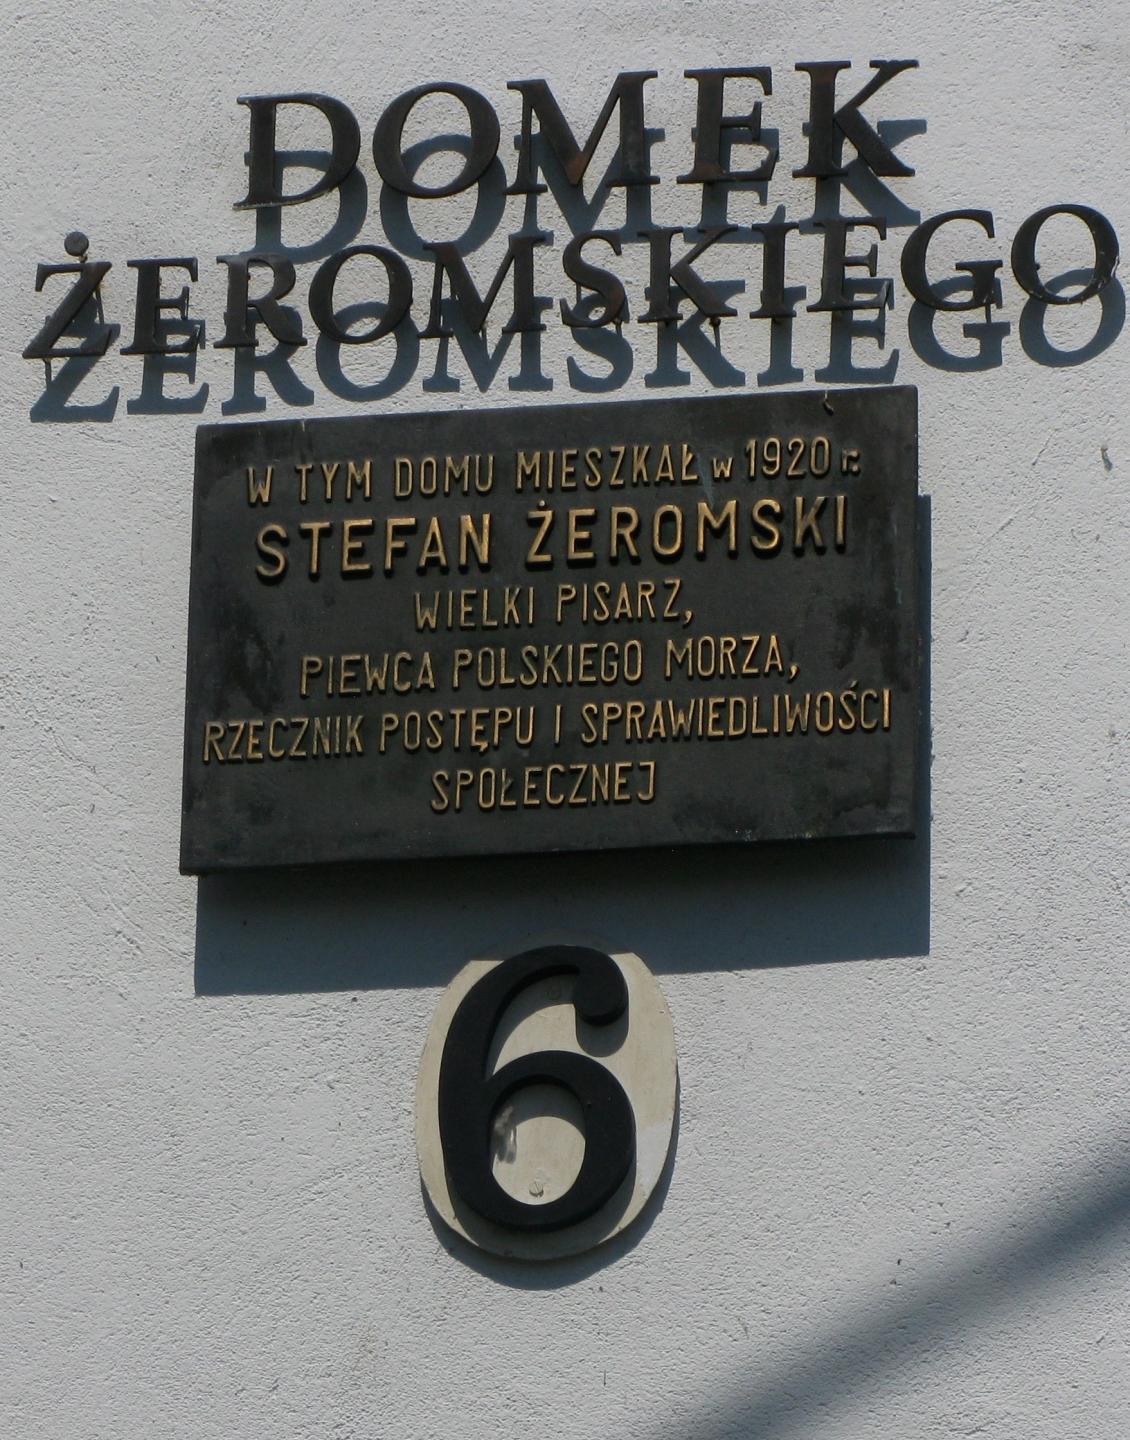 DOMEK
ŻEROMSKIEGO
W TYM DOMU MIESZKAŁ w 1920 r.
STEFAN ŻEROMSKI
WIELKI PISARZ,
PIEWCA POLSKIEGO MORZA,
RZECZNIK POSTĘPU I SPRAWIEDLIWOŚCI
SPOŁECZNEJ
6